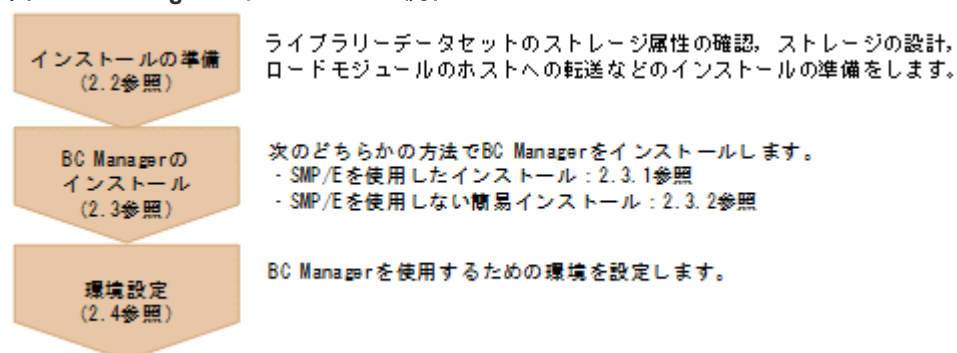 インストールの準備
(2.2参照)
ライブラリーデータセットのストレージ属性の確認，ストレージの設計，
ロードモジュールのホストへの転送などのインストールの準備をします。
BC Managerの
インストール
(2.3参照)
次のどちらかの方法でBC Managerをインストールします。
・SMP/Eを使用したインストール：2.3.1参照
・SMP/Eを使用しない簡易インストール：2.3.2参照
環境設定
(2.4参照)
BC Managerを使用するための環境を設定します。